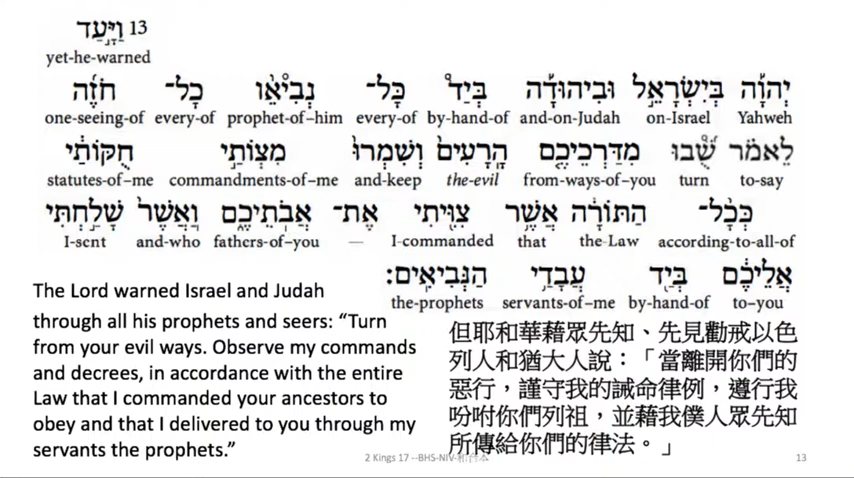 13 וַיָּ֣עַד
yet-he-warned
יְהוָ֡ה בְּיִשְׂרָאֵ֣ל וּבִיהוּדָ֡ה בְּיַד֩ כָּל־ נְבִיאֵ֨ו כָל־ חֹזֶ֜ה
one-seeing-of every-of prophet-of–him every-of by-hand-of and-on-Judah on-Israel Yahweh
לֵאמֹ֗ר שֻׁ֝֩בוּ מִדַּרְכֵיכֶ֤ם הָֽרָעִים֙ וְשִׁמְרוּ֙ מִצְוֺתַ֣י חֻקּוֹתַ֔י
statutes-of–me commandments-of–me and-keep the-evil from-ways-of–you turn to-say
כְּכָ֨ל־ הַתּוֹרָ֔ה אֲשֶׁ֥ר צִוִּ֖יתִי אֶת־ אֲבֹֽתֵיכֶ֑ם וַֽאֲשֶׁר֙ שָׁלַ֣חְתִּי
I-sent and-who fathers-of–you — I-commanded that the-Law according-to-all-of
אֲלֵיכֶ֔ם בְּיַ֖ד עֲבָדַ֥י הַנְּבִיאִֽים׃
the-prophets servants-of–me by-hand-of to–you
The Lord warned Israel and Judah
through all his prophets and seers: “Turn
from your evil ways. Observe my commands
and decrees, in accordance with the entire
Law that I commanded your ancestors to
obey and that I delivered to you through my
servants the prophets.”
但耶和華藉眾先知、先見勸戒以色
列人和猶大人說：「當離開你們的
惡行，謹守我的誡命律例，遵行我
吩咐你們列祖，並藉我僕人眾先知
所傳給你們的律法。」
2 Kings 17 --BHS-NIV-和合本
13